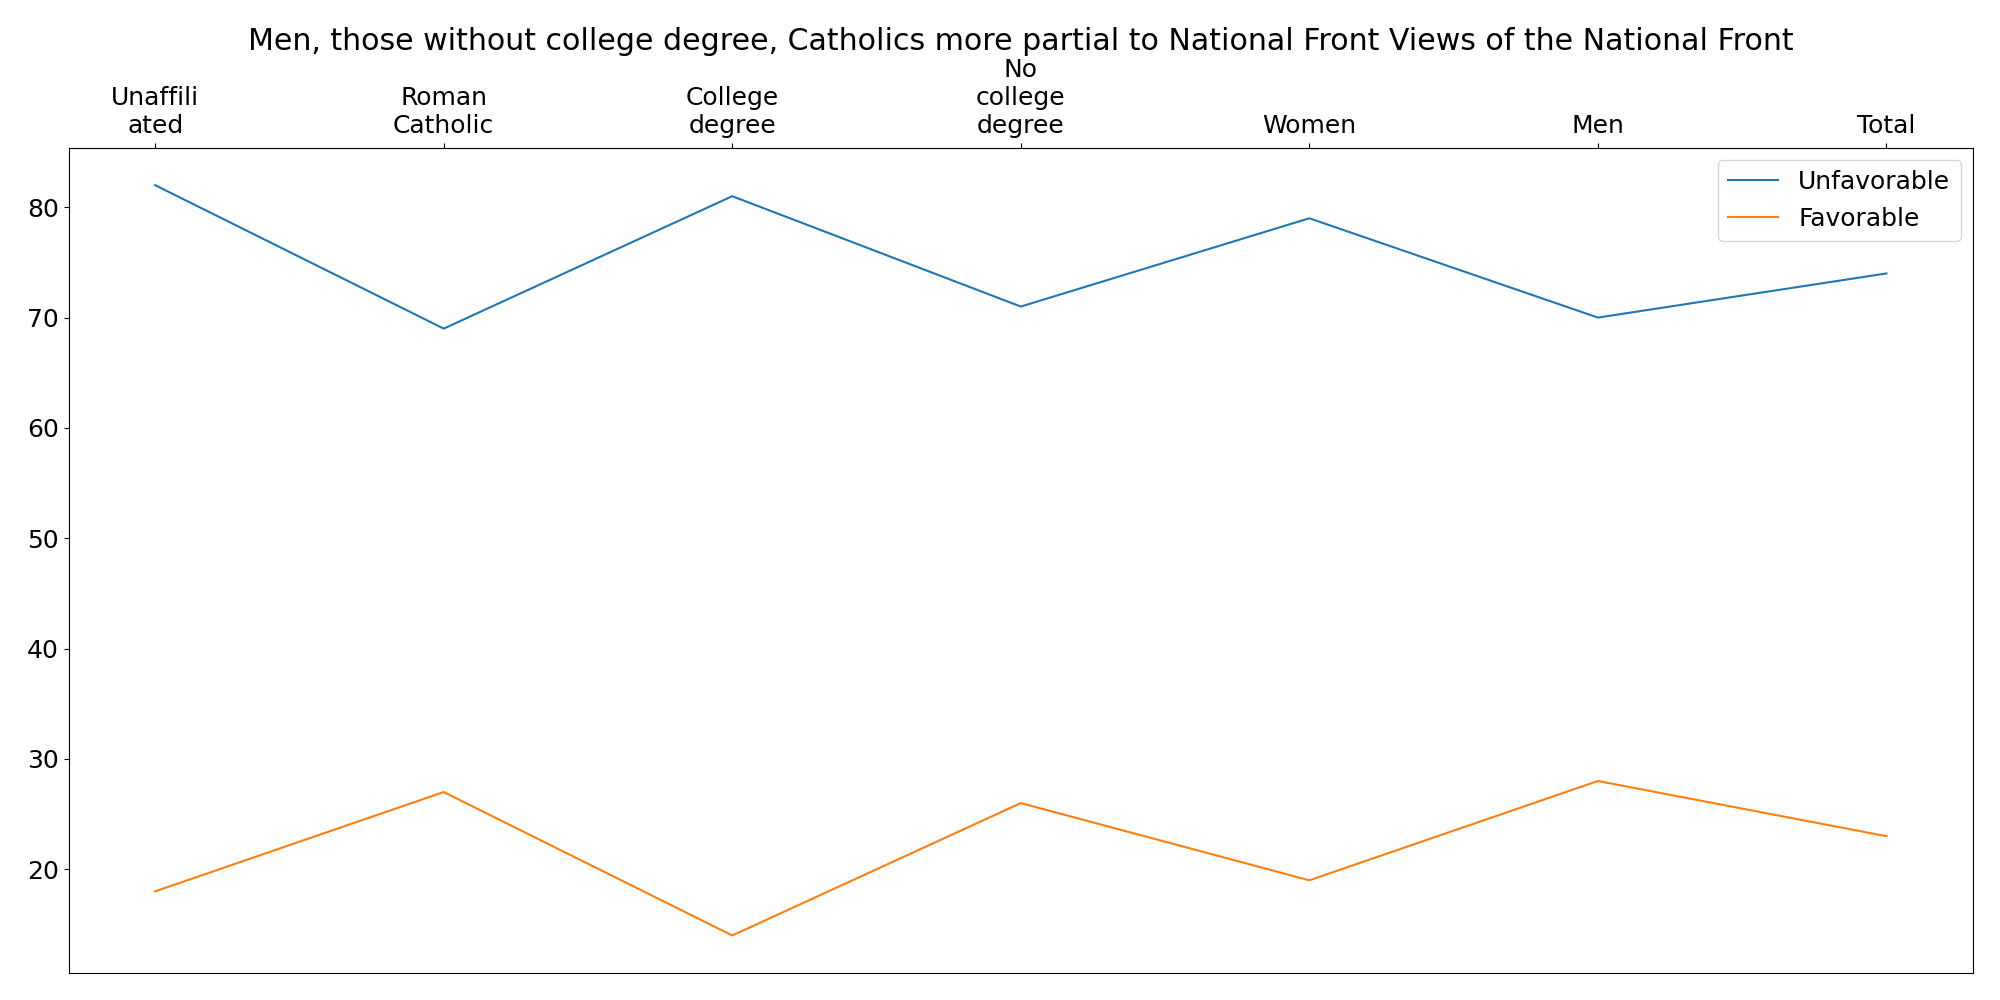 Men, those without college degree, Catholics more partial to National Front Views of the National Front
Unaffili
ated
Roman
Catholic
College
degree
No
college
degree
Women
Men
Total
Unfavorable
Favorable
80
70
60
50
40
30
20